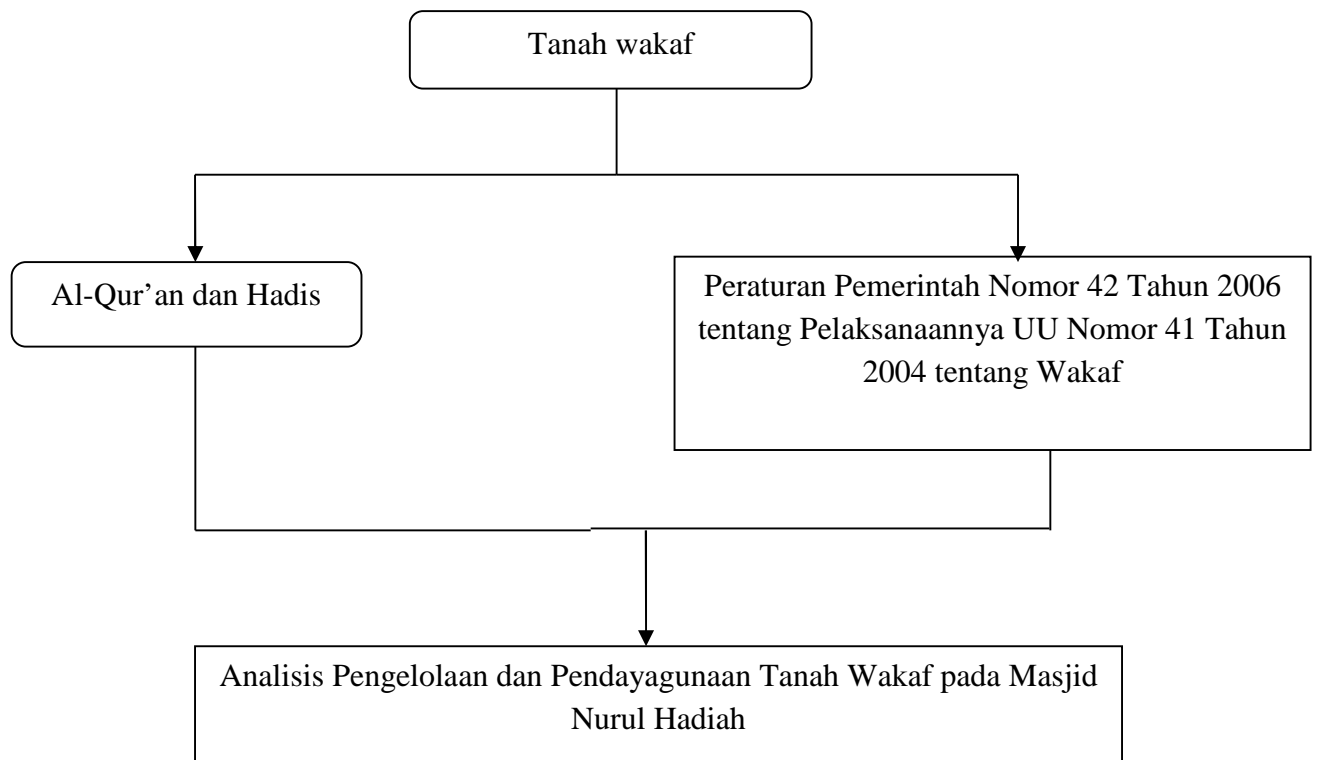 Tanah wakaf
Al-Qur’an dan Hadis
Peraturan Pemerintah Nomor 42 Tahun 2006
tentang Pelaksanaannya UU Nomor 41 Tahun
2004 tentang Wakaf
Analisis Pengelolaan dan Pendayagunaan Tanah Wakaf pada Masjid
Nurul Hadiah